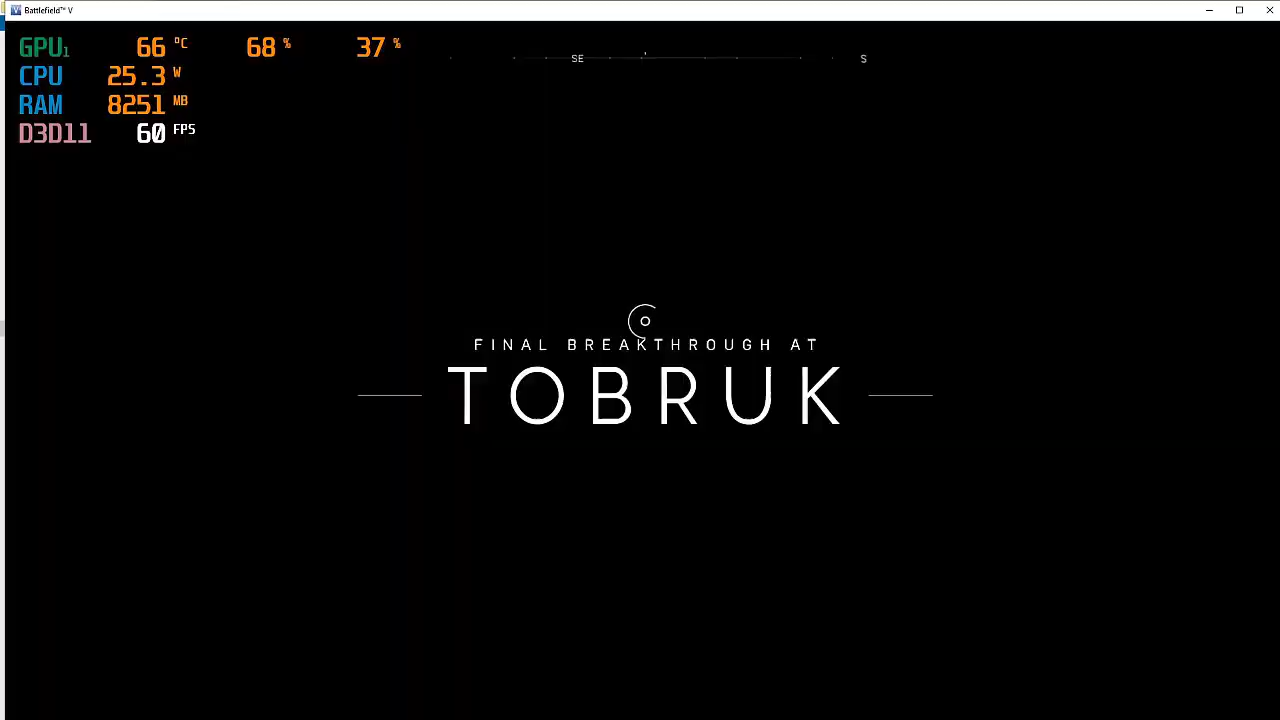 Battlefield™ V
GPU1 66 °C 68 % 37 %
CPU 25.3 W
RAM 8251 MB
D3D11 60 FPS
SE S
FINAL BREAKTHROUGH AT
TOBRUK